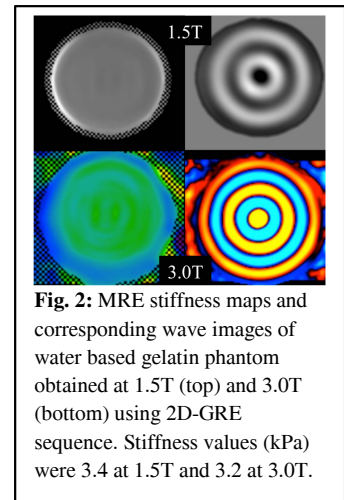 1.5T
3.0T
Fig. 2: MRE stiffness maps and
corresponding wave images of
water based gelatin phantom
obtained at 1.5T (top) and 3.0T
(bottom) using 2D-GRE
sequence. Stiffness values (kPa)
were 3.4 at 1.5T and 3.2 at 3.0T.